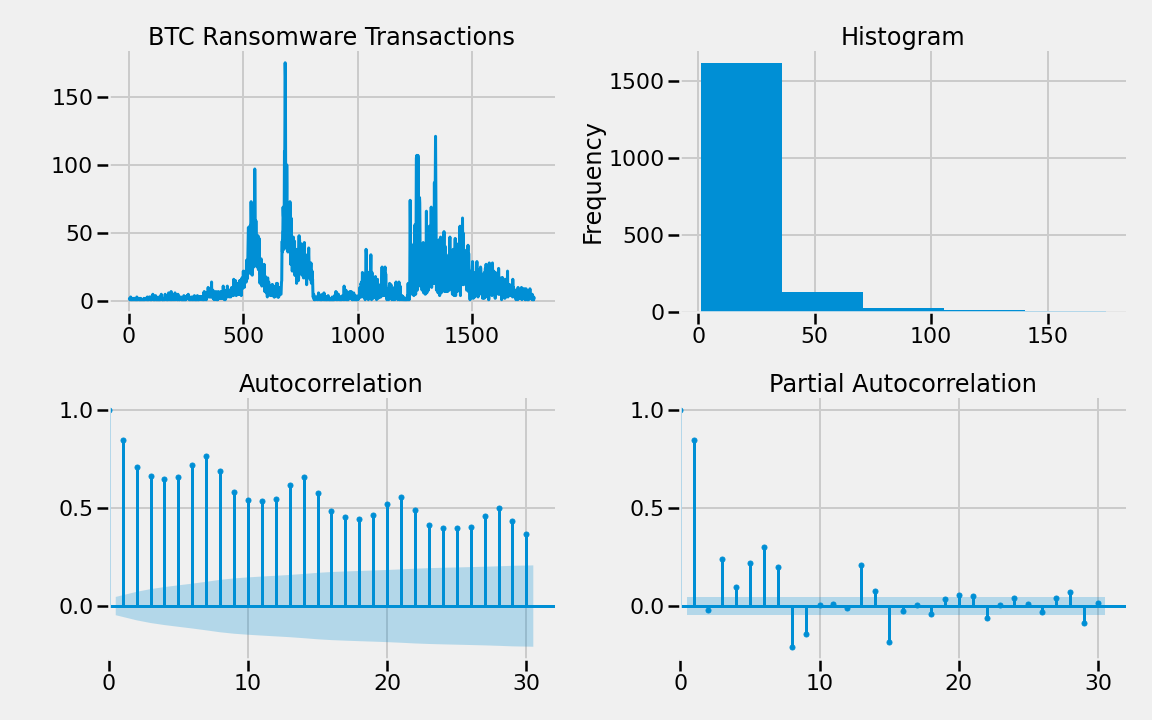 BTC Ransomware Transactions
150
100
50
0
0 500 1000 1500
Histogram
Frequency
1500
1000
500
0
0 50 100 150
Autocorrelation
1.0
0.5
0.0
0 10 20 30
Partial Autocorrelation
1.0
0.5
0.0
0 10 20 30